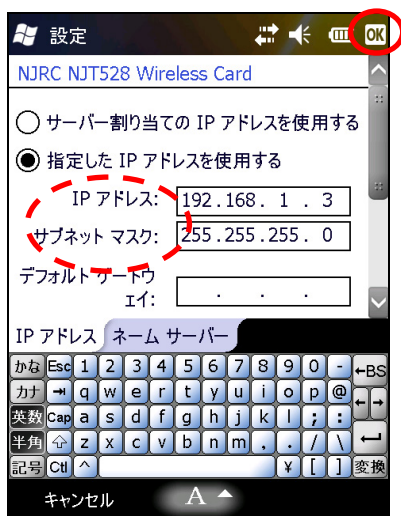 設定
OK
NJRC NJT528 Wireless Card
サーバー割り当ての IP アドレスを使用する
指定した IP アドレスを使用する
IP アドレス: 192.168. 1 . 3
サブネット マスク: 255.255.255. 0
デフォルト ゲートウェイ: . . .
IP アドレス ネーム サーバー
かな Esc 1 2 3 4 5 6 7 8 9 0 - ←BS
カナ →| q w e r t y u i o p @ ← →
英数 Cap a s d f g h j k l ; :
半角 ⇧ z x c v b n m , . / \ ↵
記号 Ctl ^ ¥ [ ] 変換
キャンセル A